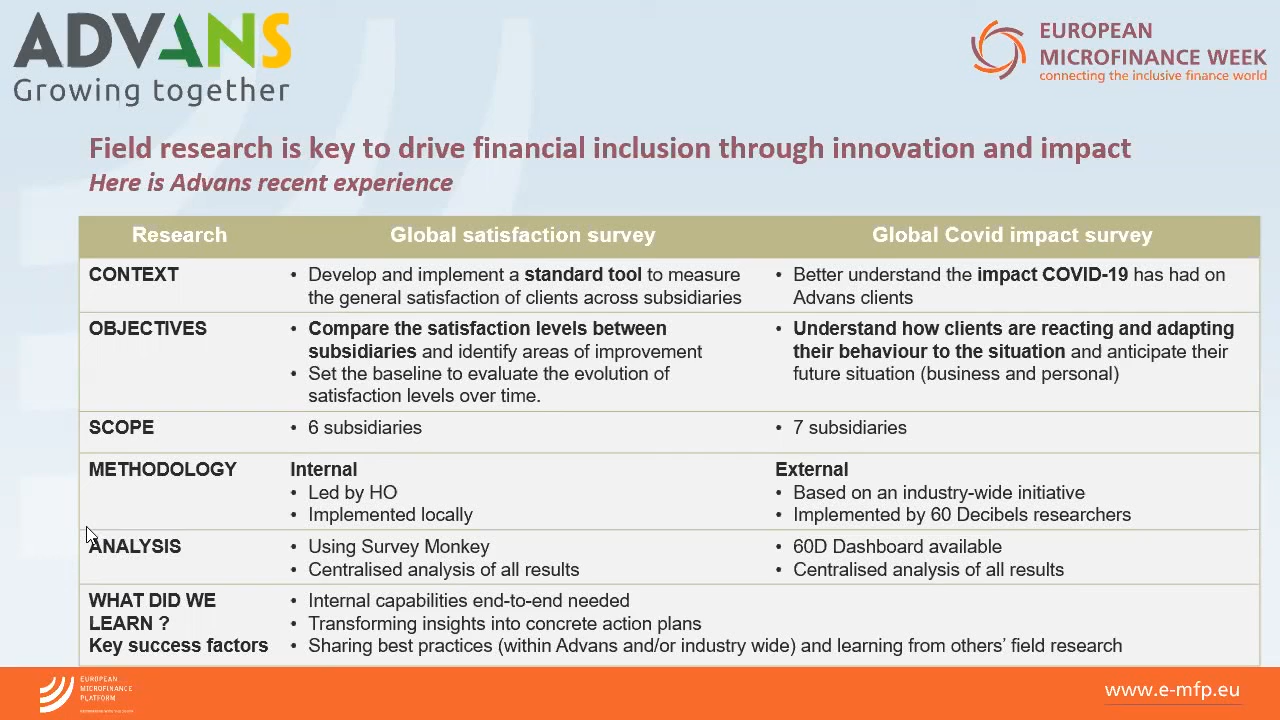 ADVANS
Growing together
EUROPEAN
MICROFINANCE WEEK
connecting the inclusive finance world
Field research is key to drive financial inclusion through innovation and impact
Here is Advans recent experience
Research
Global satisfaction survey
Global Covid impact survey
CONTEXT
• Develop and implement a standard tool to measure
the general satisfaction of clients across subsidiaries
• Better understand the impact COVID-19 has had on
Advans clients
OBJECTIVES
• Compare the satisfaction levels between
subsidiaries and identify areas of improvement
• Set the baseline to evaluate the evolution of
satisfaction levels over time.
• Understand how clients are reacting and adapting
their behaviour to the situation and anticipate their
future situation (business and personal)
SCOPE
• 6 subsidiaries
• 7 subsidiaries
METHODOLOGY
Internal
• Led by HO
• Implemented locally
External
• Based on an industry-wide initiative
• Implemented by 60 Decibels researchers
ANALYSIS
• Using Survey Monkey
• Centralised analysis of all results
• 60D Dashboard available
• Centralised analysis of all results
WHAT DID WE
LEARN ?
Key success factors
• Internal capabilities end-to-end needed
• Transforming insights into concrete action plans
• Sharing best practices (within Advans and/or industry wide) and learning from others’ field research
EUROPEAN
MICROFINANCE
PLATFORM
www.e-mfp.eu